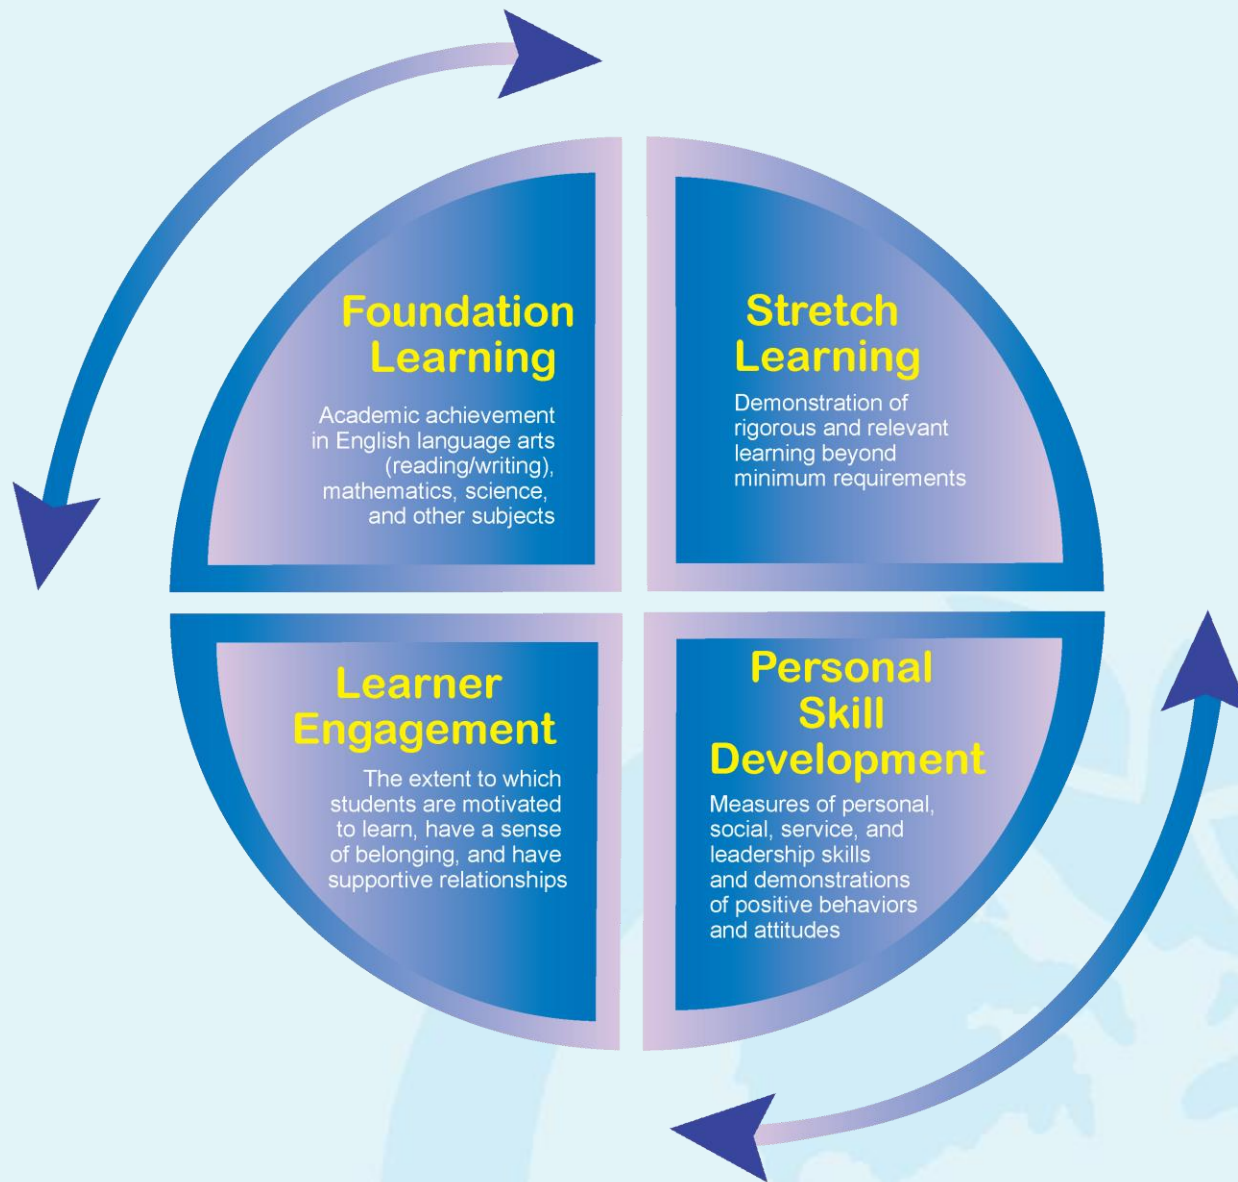 Foundation
Learning
Academic achievement
in English language arts
(reading/writing),
mathematics, science,
and other subjects
Stretch
Learning
Demonstration of
rigorous and relevant
learning beyond
minimum requirements
Learner
Engagement
The extent to which
students are motivated
to learn, have a sense
of belonging, and have
supportive relationships
Personal
Skill
Development
Measures of personal,
social, service, and
leadership skills
and demonstrations
of positive behaviors
and attitudes